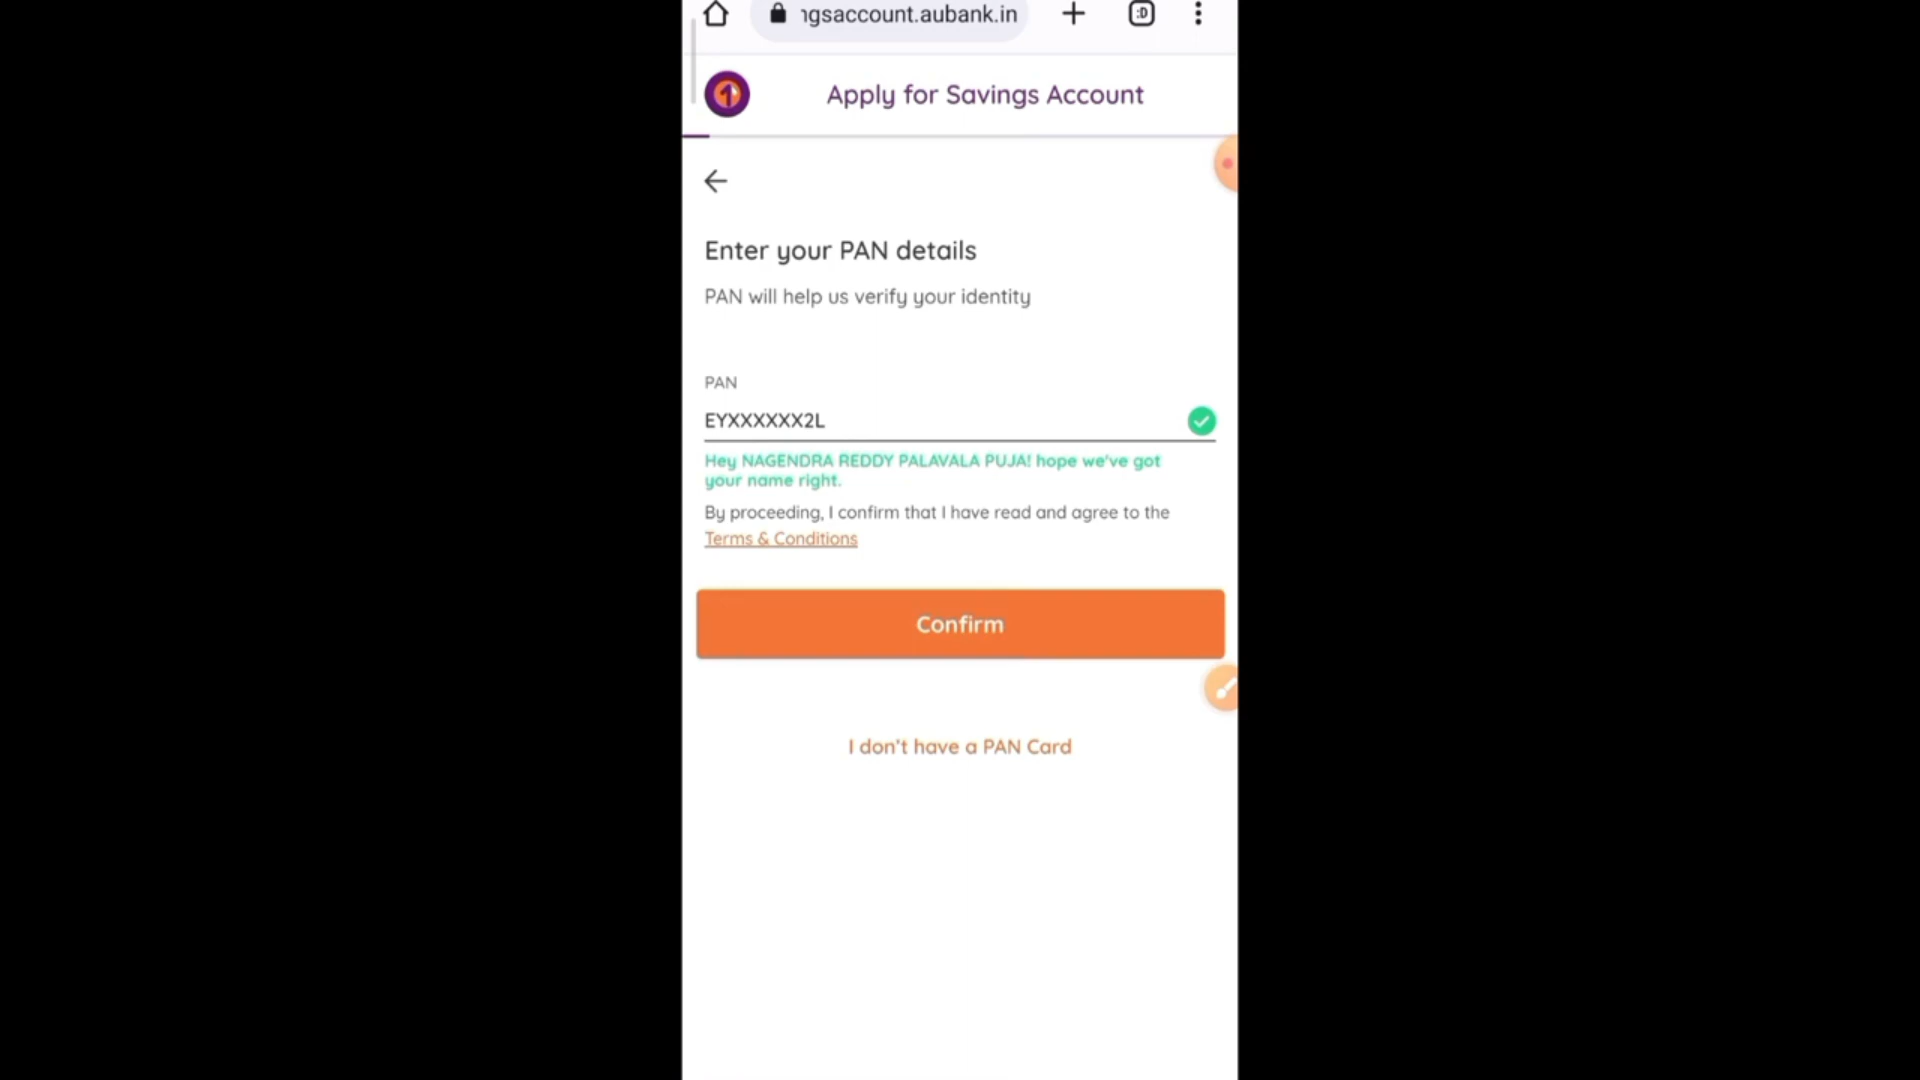 ngsaccount.aubank.in
:D
Apply for Savings Account
Enter your PAN details
PAN will help us verify your identity
PAN
EYXXXXXX2L
Hey NAGENDRA REDDY PALAVALA PUJA! hope we've got
your name right.
By proceeding, I confirm that I have read and agree to the
Terms & Conditions
Confirm
I don't have a PAN Card